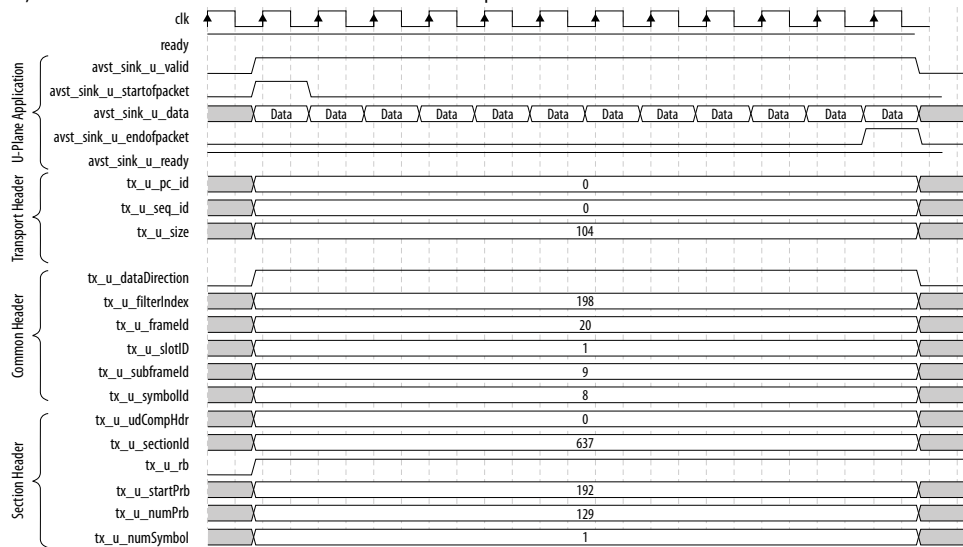 clk
ready
U-Plane Application
avst_sink_u_valid
avst_sink_u_startofpacket
avst_sink_u_data Data Data Data Data Data Data Data Data Data Data Data Data
avst_sink_u_endofpacket
avst_sink_u_ready
Transport Header
tx_u_pc_id 0
tx_u_seq_id 0
tx_u_size 104
Common Header
tx_u_dataDirection
tx_u_filterIndex 198
tx_u_frameId 20
tx_u_slotID 1
tx_u_subframeId 9
tx_u_symbolId 8
Section Header
tx_u_udCompHdr 0
tx_u_sectionId 637
tx_u_rb
tx_u_startPrb 192
tx_u_numPrb 129
tx_u_numSymbol 1